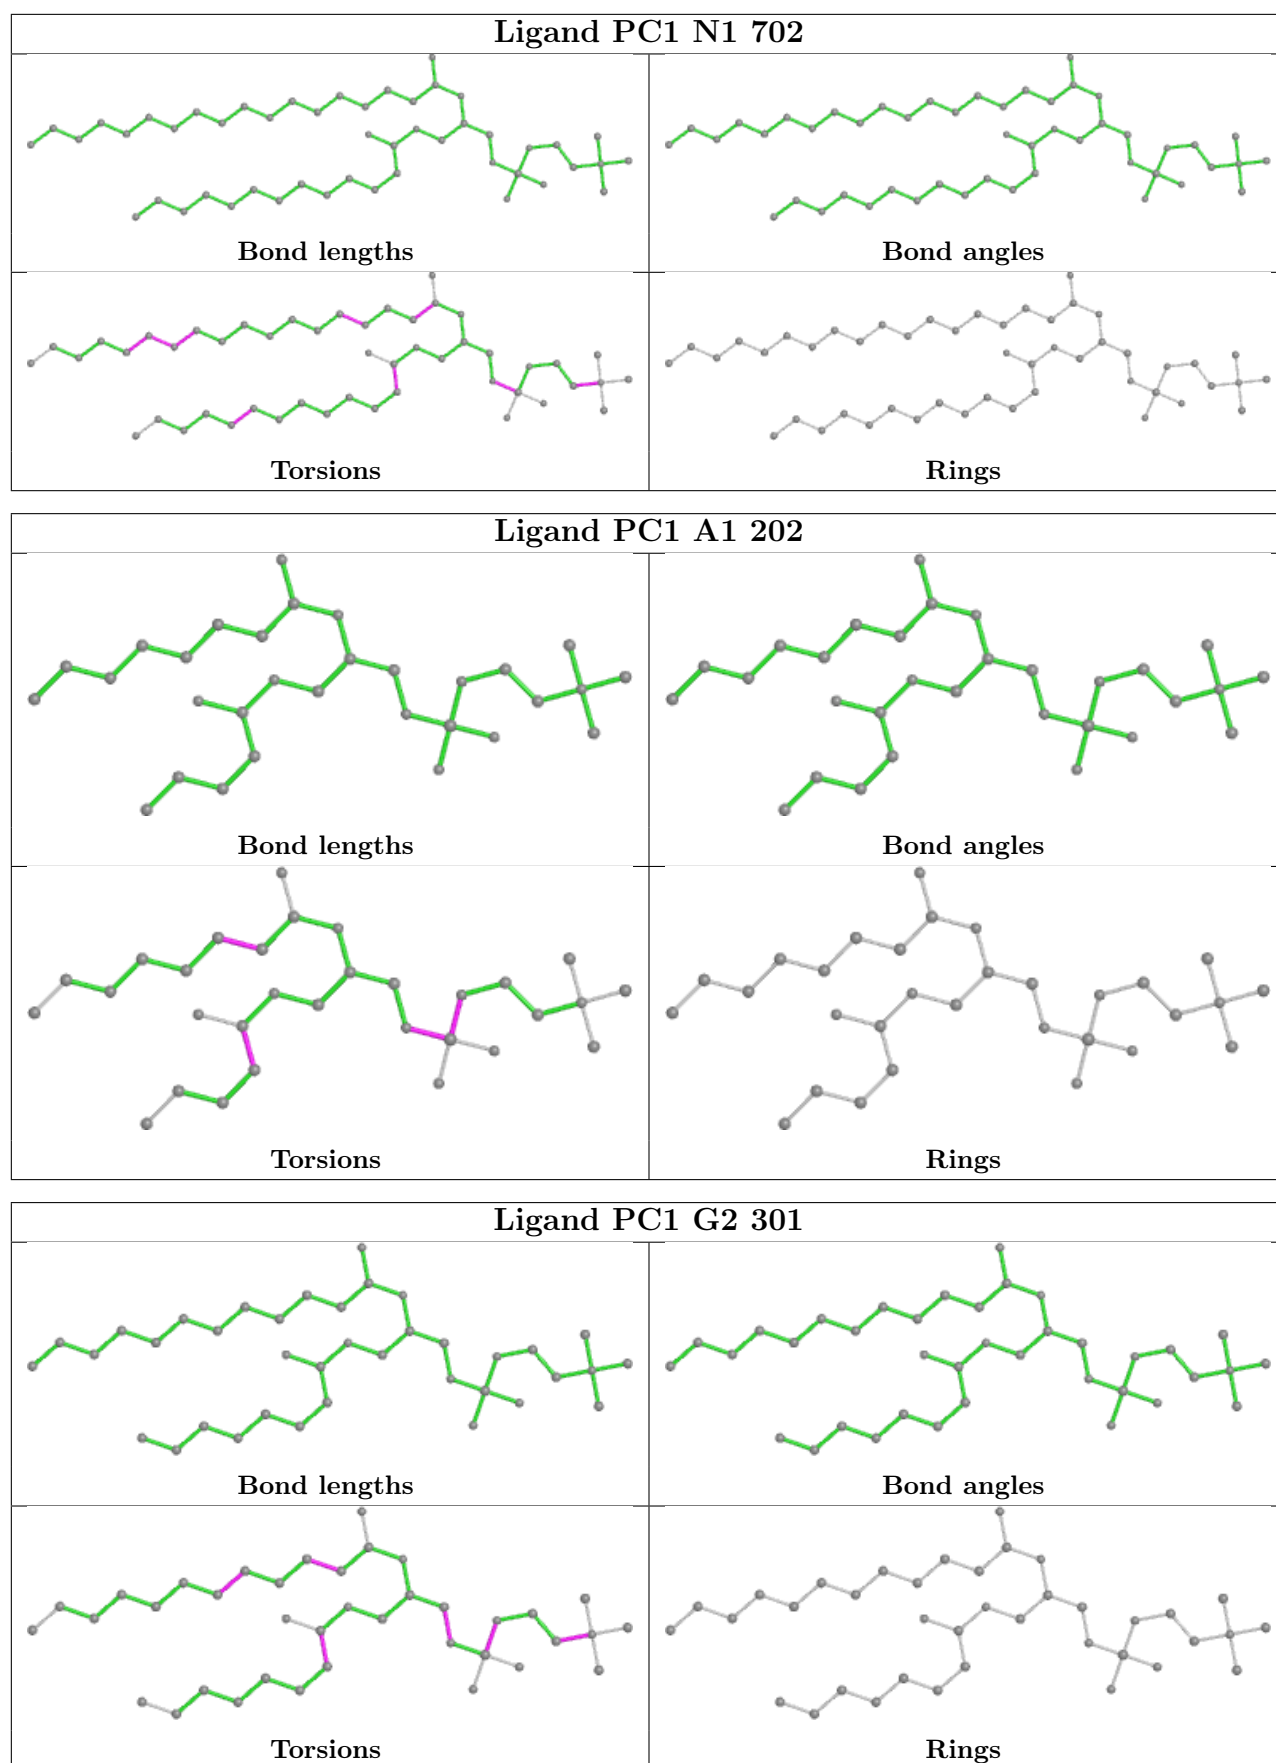 Ligand PC1 N1 702
Bond lengths
Bond angles
Torsions
Rings
Ligand PC1 A1 202
Bond lengths
Bond angles
Torsions
Rings
Ligand PC1 G2 301
Bond lengths
Bond angles
Torsions
Rings